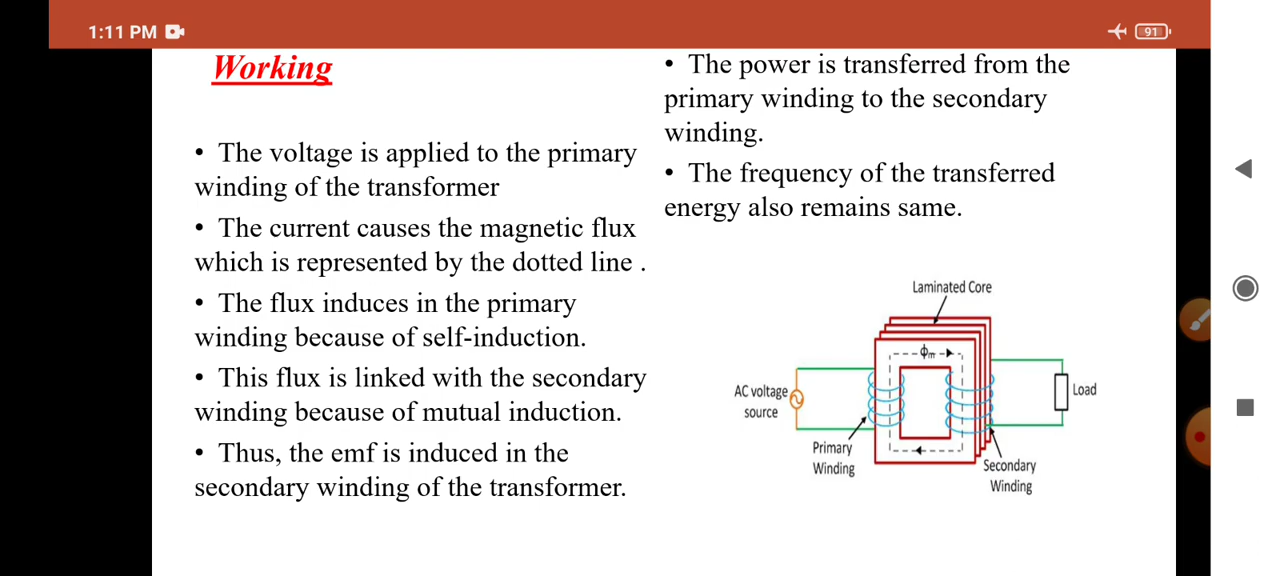 1:11 PM
91
Working
• The voltage is applied to the primary
winding of the transformer
• The current causes the magnetic flux
which is represented by the dotted line .
• The flux induces in the primary
winding because of self-induction.
• This flux is linked with the secondary
winding because of mutual induction.
• Thus, the emf is induced in the
secondary winding of the transformer.
• The power is transferred from the
primary winding to the secondary
winding.
• The frequency of the transferred
energy also remains same.
Laminated Core
ϕm
AC voltage
source
Load
Primary
Winding
Secondary
Winding